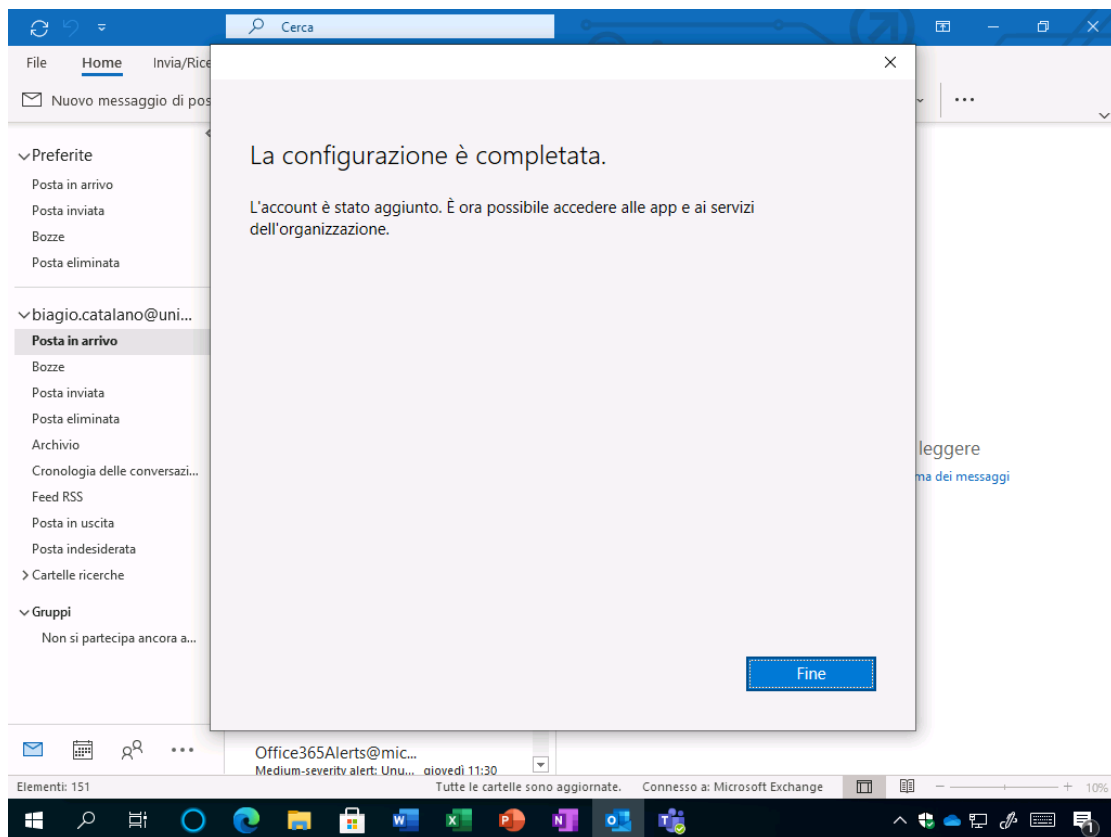 Cerca
File Home Invia/Rice
Nuovo messaggio di pos
Preferite
Posta in arrivo
Posta inviata
Bozze
Posta eliminata
biagio.catalano@uni...
Posta in arrivo
Bozze
Posta inviata
Posta eliminata
Archivio
Cronologia delle conversazi...
Feed RSS
Posta in uscita
Posta indesiderata
Cartelle ricerche
Gruppi
Non si partecipa ancora a...
La configurazione è completata.
L'account è stato aggiunto. È ora possibile accedere alle app e ai servizi
dell'organizzazione.
Fine
leggere
ma dei messaggi
Office365Alerts@mic...
Medium-severity alert: Unu... giovedì 11:30
Elementi: 151 Tutte le cartelle sono aggiornate. Connesso a: Microsoft Exchange 10%